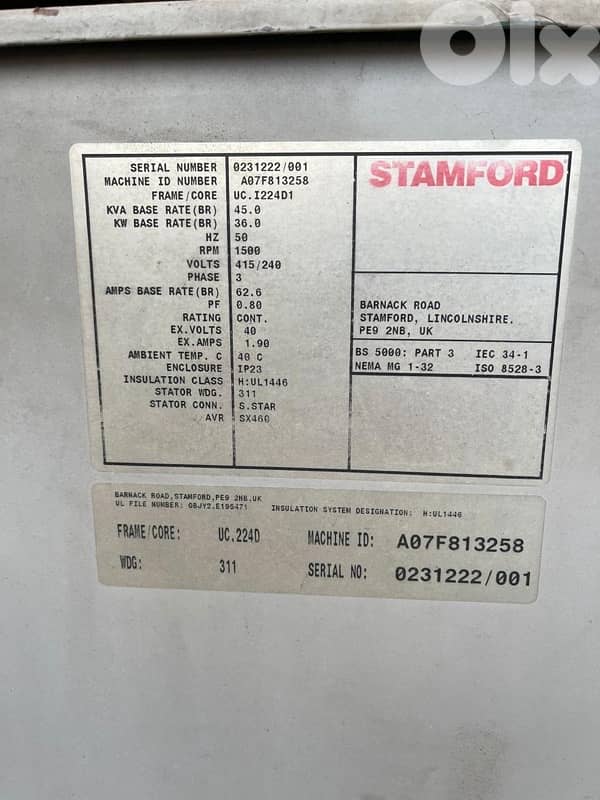 olx
SERIAL NUMBER 0231222/001
MACHINE ID NUMBER A07F813258
FRAME/CORE UC.I224D1
KVA BASE RATE(BR) 45.0
KW BASE RATE(BR) 36.0
HZ 50
RPM 1500
VOLTS 415/240
PHASE 3
AMPS BASE RATE(BR) 62.6
PF 0.80
RATING CONT.
EX.VOLTS 40
EX.AMPS 1.90
AMBIENT TEMP. C 40 C
ENCLOSURE IP23
INSULATION CLASS H:UL1446
STATOR WDG. 311
STATOR CONN. S.STAR
AVR SX460
STAMFORD
BARNACK ROAD
STAMFORD, LINCOLNSHIRE.
PE9 2NB, UK
BS 5000: PART 3 IEC 34-1
NEMA MG 1-32 ISO 8528-3
BARNACK ROAD,STAMFORD,PE9 2NB,UK
UL FILE NUMBER: OBJY2.E195471 INSULATION SYSTEM DESIGNATION: H:UL1446
FRAME/CORE: UC.224D MACHINE ID: A07F813258
WDG: 311 SERIAL NO: 0231222/001